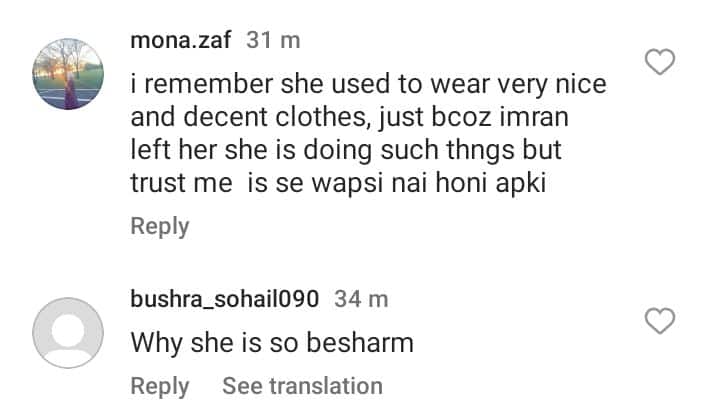 mona.zaf 31 m
i remember she used to wear very nice
and decent clothes, just bcoz imran
left her she is doing such thngs but
trust me is se wapsi nai honi apki
Reply
bushra_sohail090 34 m
Why she is so besharm
Reply See translation